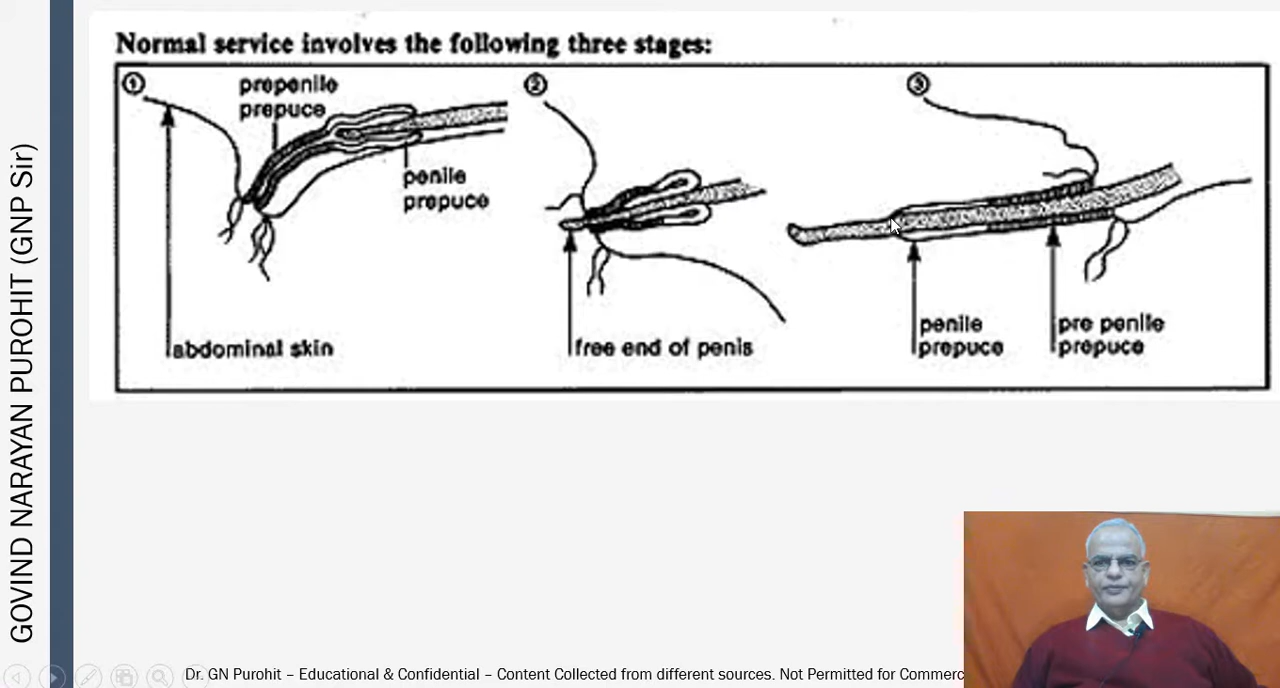 GOVIND NARAYAN PUROHIT (GNP Sir)
Normal service involves the following three stages:
1
prepenile
prepuce
penile
prepuce
abdominal skin
2
free end of penis
3
penile
prepuce
pre penile
prepuce
Dr. GN Purohit – Educational & Confidential – Content Collected from different sources. Not Permitted for Commerc